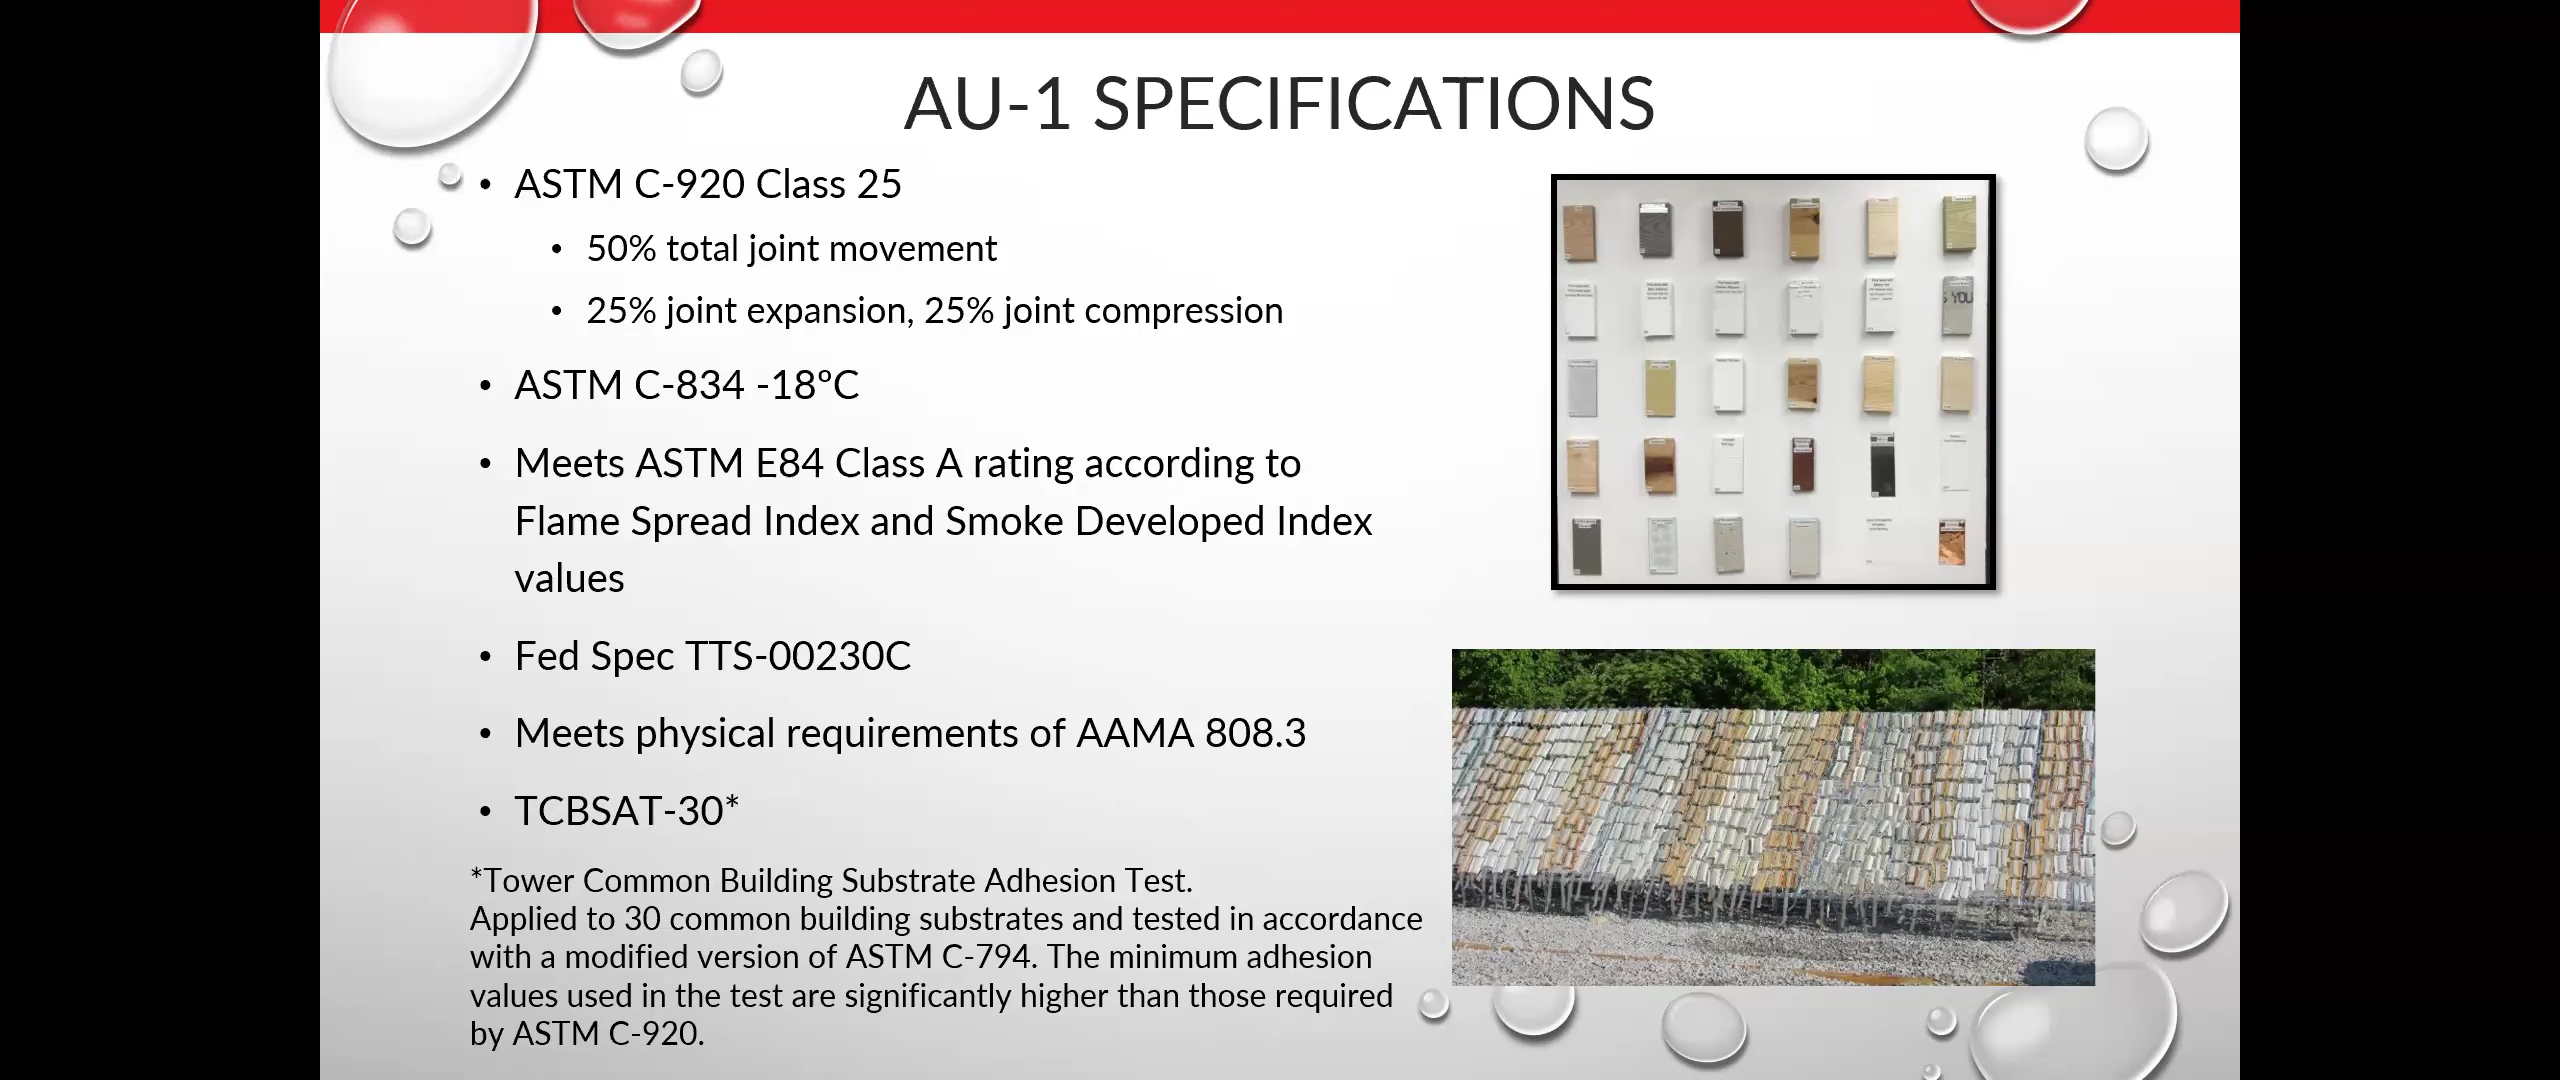 AU-1 SPECIFICATIONS
• ASTM C-920 Class 25
• 50% total joint movement
• 25% joint expansion, 25% joint compression
• ASTM C-834 -18°C
• Meets ASTM E84 Class A rating according to
Flame Spread Index and Smoke Developed Index
values
• Fed Spec TTS-00230C
• Meets physical requirements of AAMA 808.3
• TCBSAT-30*
*Tower Common Building Substrate Adhesion Test.
Applied to 30 common building substrates and tested in accordance
with a modified version of ASTM C-794. The minimum adhesion
values used in the test are significantly higher than those required
by ASTM C-920.
S YOU